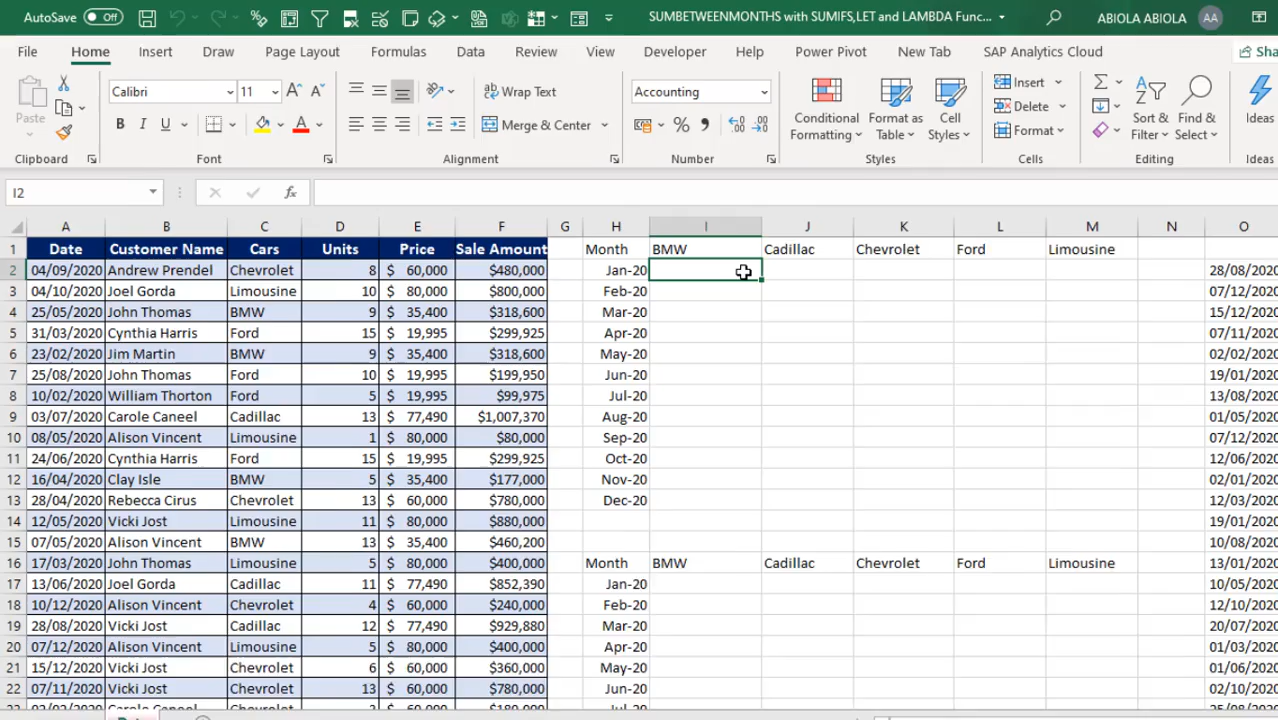 AutoSave Off SUMBETWEENMONTHS with SUMIFS,LET and LAMBDA Func... ABIOLA ABIOLA AA
File Home Insert Draw Page Layout Formulas Data Review View Developer Help Power Pivot New Tab SAP Analytics Cloud Sha
Paste Calibri 11 A A Wrap Text Accounting Conditional Formatting Format as Table Cell Styles Insert Delete Format Sort & Filter Find & Select Ideas
B I U A Merge & Center % ,
Clipboard Font Alignment Number Styles Cells Editing Ideas
I2 fx
A B C D E F G H I J K L M N O
1 Date Customer Name Cars Units Price Sale Amount Month BMW Cadillac Chevrolet Ford Limousine
2 04/09/2020 Andrew Prendel Chevrolet 8 $ 60,000 $480,000 Jan-20 28/08/2020
3 04/10/2020 Joel Gorda Limousine 10 $ 80,000 $800,000 Feb-20 07/12/2020
4 25/05/2020 John Thomas BMW 9 $ 35,400 $318,600 Mar-20 15/12/2020
5 31/03/2020 Cynthia Harris Ford 15 $ 19,995 $299,925 Apr-20 07/11/2020
6 23/02/2020 Jim Martin BMW 9 $ 35,400 $318,600 May-20 02/02/2020
7 25/08/2020 John Thomas Ford 10 $ 19,995 $199,950 Jun-20 19/01/2020
8 10/02/2020 William Thorton Ford 5 $ 19,995 $99,975 Jul-20 13/08/2020
9 03/07/2020 Carole Caneel Cadillac 13 $ 77,490 $1,007,370 Aug-20 01/05/2020
10 08/05/2020 Alison Vincent Limousine 1 $ 80,000 $80,000 Sep-20 07/12/2020
11 24/06/2020 Cynthia Harris Ford 15 $ 19,995 $299,925 Oct-20 12/06/2020
12 16/04/2020 Clay Isle BMW 5 $ 35,400 $177,000 Nov-20 02/01/2020
13 28/04/2020 Rebecca Cirus Chevrolet 13 $ 60,000 $780,000 Dec-20 12/03/2020
14 12/05/2020 Vicki Jost Limousine 11 $ 80,000 $880,000 19/01/2020
15 07/05/2020 Alison Vincent BMW 13 $ 35,400 $460,200 10/08/2020
16 17/03/2020 John Thomas Limousine 5 $ 80,000 $400,000 Month BMW Cadillac Chevrolet Ford Limousine 13/01/2020
17 13/06/2020 Joel Gorda Cadillac 11 $ 77,490 $852,390 Jan-20 10/05/2020
18 10/12/2020 Alison Vincent Chevrolet 4 $ 60,000 $240,000 Feb-20 12/10/2020
19 28/08/2020 Vicki Jost Cadillac 12 $ 77,490 $929,880 Mar-20 20/07/2020
20 07/12/2020 Alison Vincent Limousine 5 $ 80,000 $400,000 Apr-20 01/03/2020
21 15/12/2020 Vicki Jost Chevrolet 6 $ 60,000 $360,000 May-20 01/06/2020
22 07/11/2020 Vicki Jost Chevrolet 13 $ 60,000 $780,000 Jun-20 02/10/2020